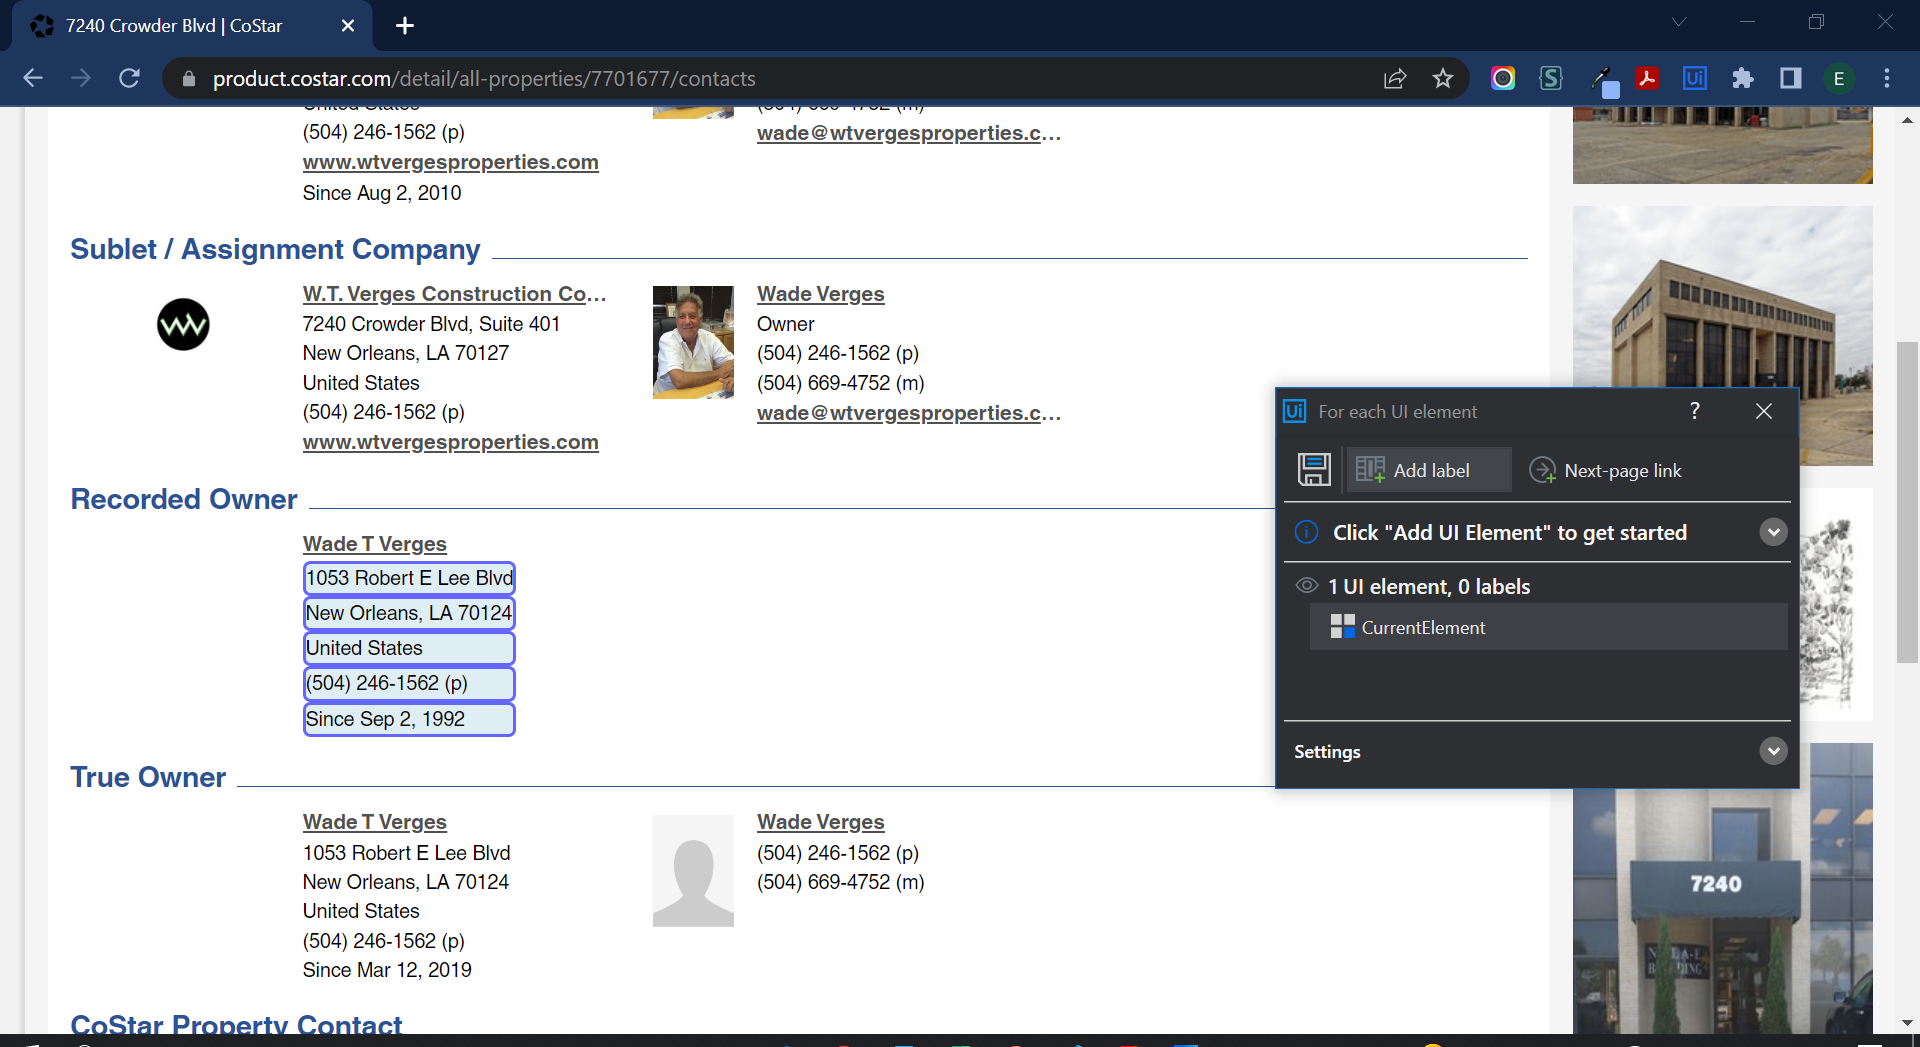 7240 Crowder Blvd | CoStar
product.costar.com/detail/all-properties/7701677/contacts
E
United States
(504) 669-4752 (m)
(504) 246-1562 (p)
wade@wtvergesproperties.c...
www.wtvergesproperties.com
Since Aug 2, 2010
Sublet / Assignment Company
W.T. Verges Construction Co...
7240 Crowder Blvd, Suite 401
New Orleans, LA 70127
United States
(504) 246-1562 (p)
www.wtvergesproperties.com
Wade Verges
Owner
(504) 246-1562 (p)
(504) 669-4752 (m)
wade@wtvergesproperties.c...
Recorded Owner
Wade T Verges
1053 Robert E Lee Blvd
New Orleans, LA 70124
United States
(504) 246-1562 (p)
Since Sep 2, 1992
True Owner
Wade T Verges
1053 Robert E Lee Blvd
New Orleans, LA 70124
United States
(504) 246-1562 (p)
Since Mar 12, 2019
Wade Verges
(504) 246-1562 (p)
(504) 669-4752 (m)
CoStar Property Contact
Ui For each UI element ?
Add label
Next-page link
Click "Add UI Element" to get started
1 UI element, 0 labels
CurrentElement
Settings
7240